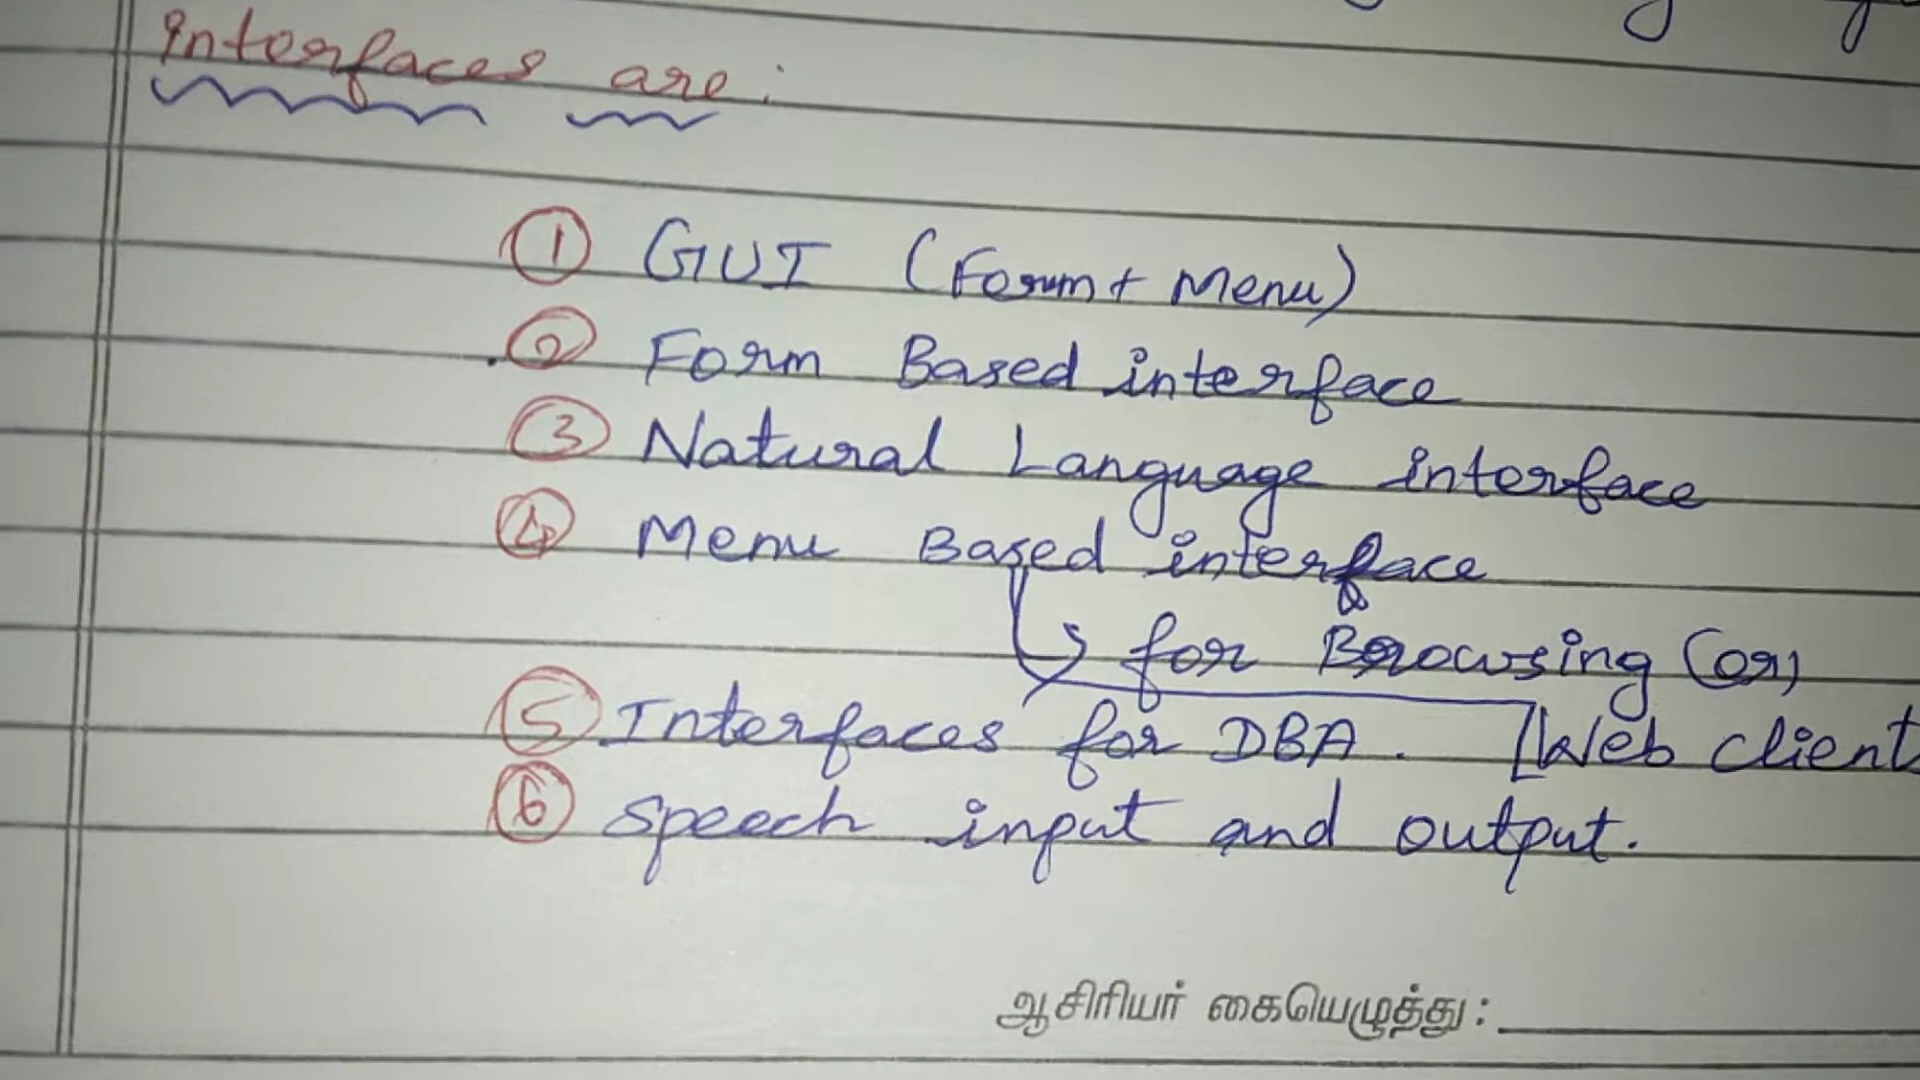 Interfaces are:
① GUI (Form + Menu)
② Form Based interface
③ Natural Language interface
④ Menu Based interface
for Browsing (or)
⑤ Interfaces for DBA. [Web clients
⑥ Speech input and output.
ஆசிரியர் கையெழுத்து: